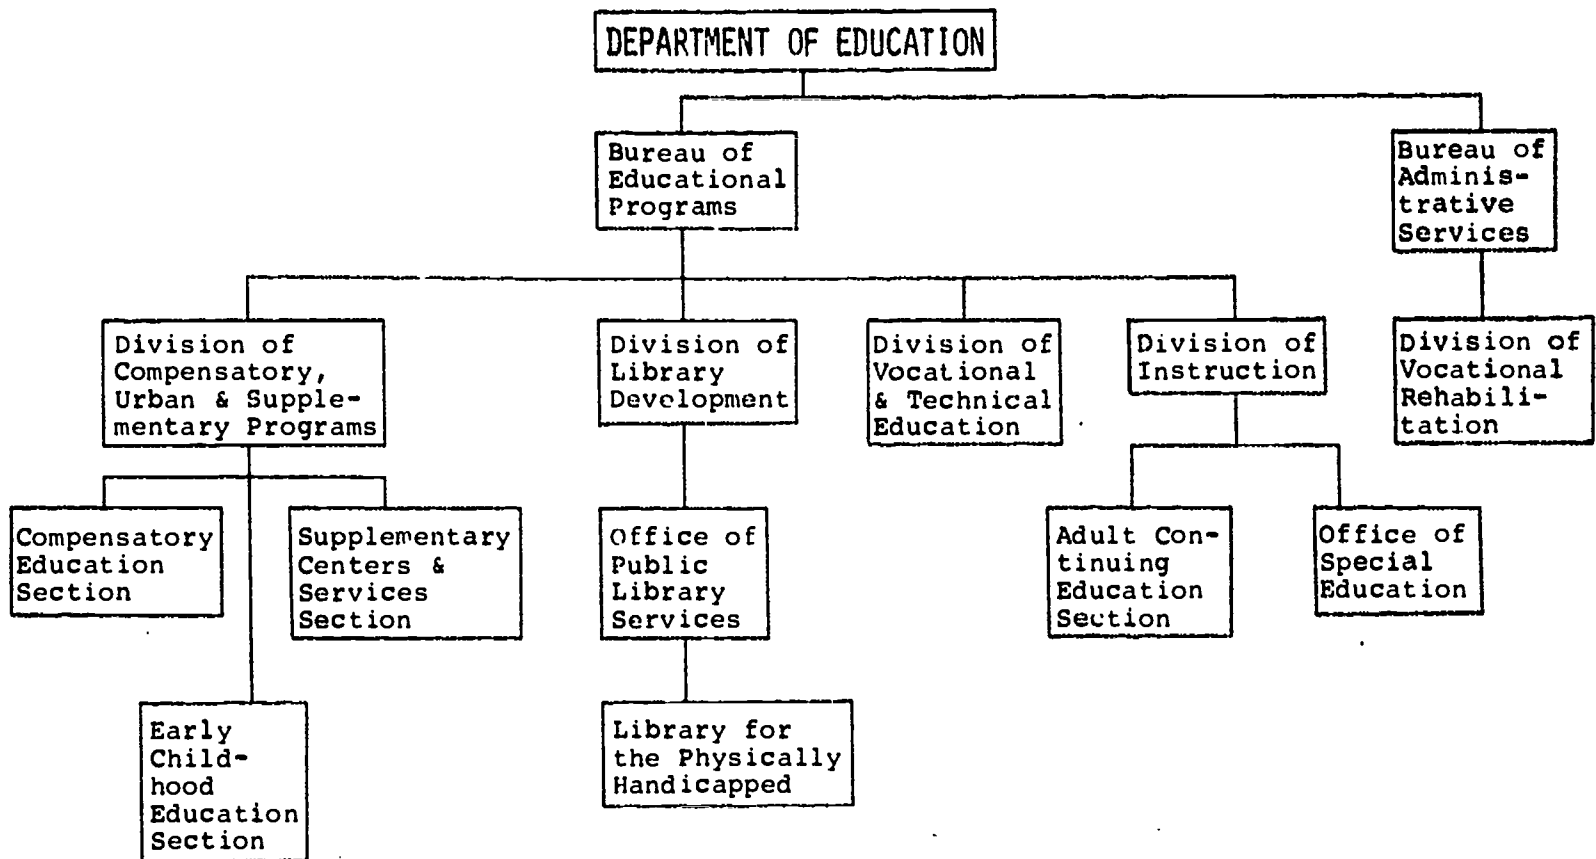 DEPARTMENT OF EDUCATION
Bureau of
Educational
Programs
Bureau of
Adminis-
trative
Services
Division of
Compensatory,
Urban & Supple-
mentary Programs
Division of
Library
Development
Division of
Vocational
& Technical
Education
Division of
Instruction
Division of
Vocational
Rehabili-
tation
Compensatory
Education
Section
Supplementary
Centers &
Services
Section
Office of
Public
Library
Services
Adult Con-
tinuing
Education
Section
Office of
Special
Education
Early
Child-
hood
Education
Section
Library for
the Physically
Handicapped